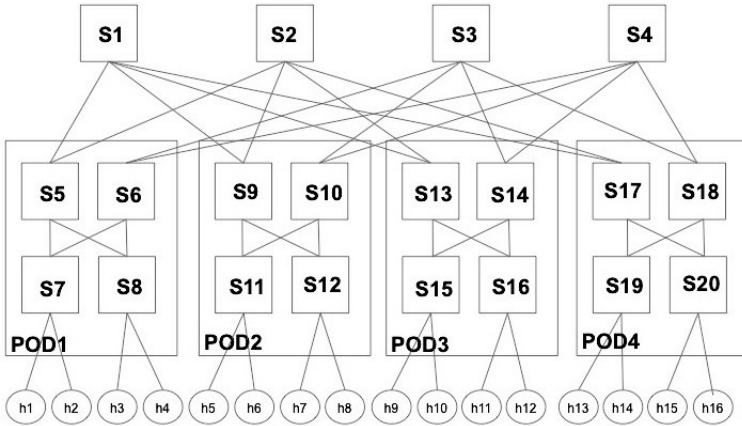 S1 S2 S3 S4
S5 S6 S9 S10 S13 S14 S17 S18
S7 S8 S11 S12 S15 S16 S19 S20
POD1 POD2 POD3 POD4
h1 h2 h3 h4 h5 h6 h7 h8 h9 h10 h11 h12 h13 h14 h15 h16